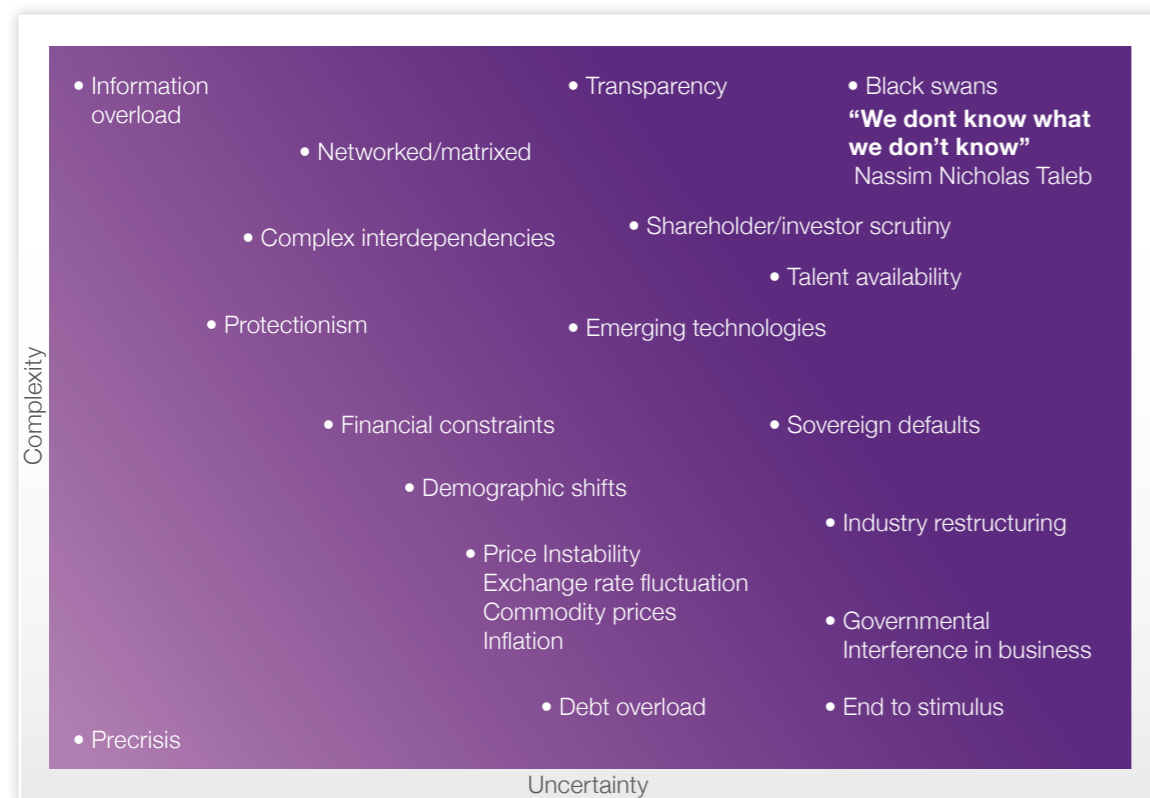 • Information
overload
• Transparency
• Black swans
“We dont know what
we don’t know”
Nassim Nicholas Taleb
• Networked/matrixed
• Complex interdependencies
• Shareholder/investor scrutiny
• Talent availability
• Protectionism
• Emerging technologies
Complexity
• Financial constraints
• Sovereign defaults
• Demographic shifts
• Industry restructuring
• Price Instability
Exchange rate fluctuation
Commodity prices
Inflation
• Governmental
Interference in business
• Debt overload
• End to stimulus
• Precrisis
Uncertainty